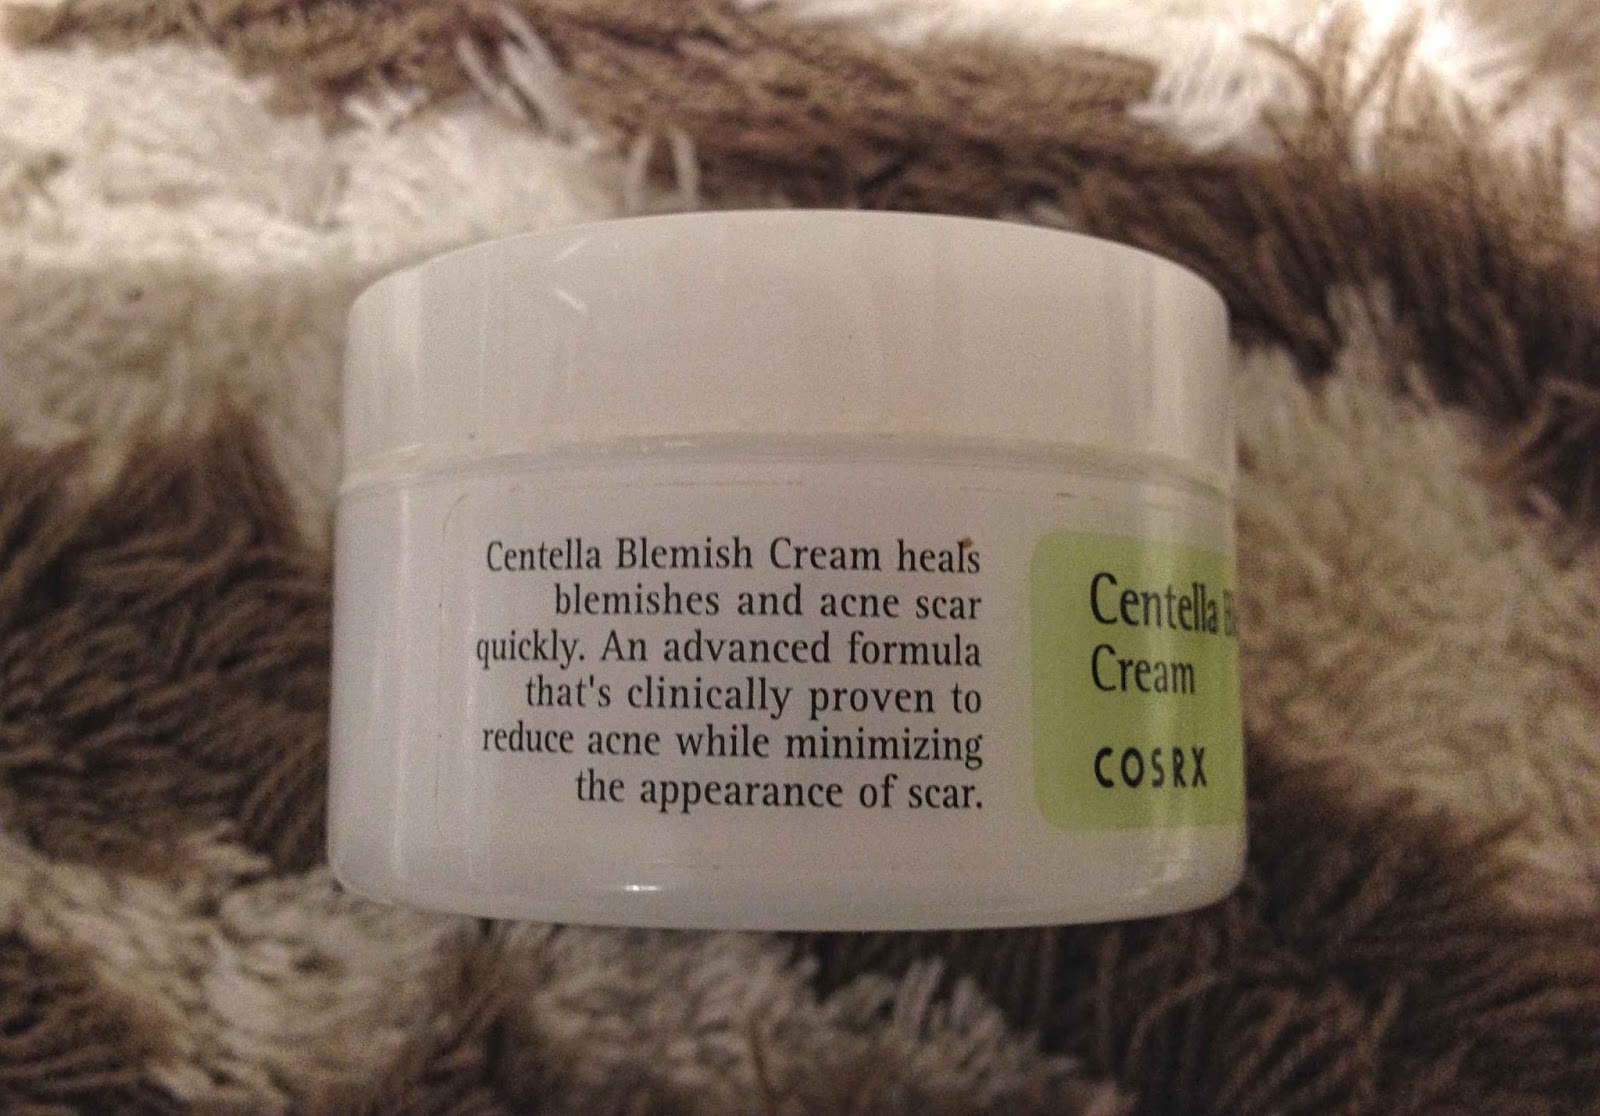 Centella Blemish Cream heals
blemishes and acne scar
quickly. An advanced formula
that's clinically proven to
reduce acne while minimizing
the appearance of scar.
Centella
Cream
COSRX